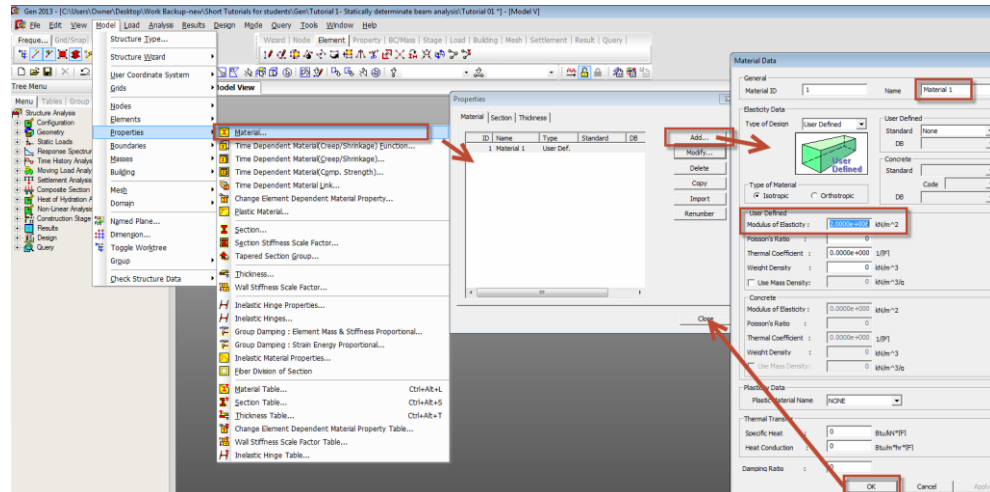 Gen 2013 - [C:\Users\Owner\Desktop\Work Backup-new\Short Tutorials for students\Gen\Tutorial 1- Statically determinate beam analysis\Tutorial 01 *] - [Model V]
File Edit View Model Load Analysis Results Design Mode Query Tools Window Help
Freque... Grid/Snap
Wizard Node Element Property BC/Mass Stage Load Building Mesh Settlement Result Query
Tree Menu
Menu Tables Group
Structure Analysis
Configuration
Geometry
Static Loads
Response Spectrur
Time History Analys
Moving Load Analy
Settlement Analysis
Composite Section
Heat of Hydration A
Non-Linear Analysis
Construction Stage
Results
Design
Query
Structure Type...
Structure Wizard
User Coordinate System
Grids
Nodes
Elements
Properties
Boundaries
Masses
Building
Mesh
Domain
Named Plane...
Dimension...
Toggle Worktree
Group
Check Structure Data
odel View
Material...
Time Dependent Material(Creep/Shrinkage) Function...
Time Dependent Material(Creep/Shrinkage)...
Time Dependent Material(Comp. Strength)...
Time Dependent Material Link...
Change Element Dependent Material Property...
Plastic Material...
Section...
Section Stiffness Scale Factor...
Tapered Section Group...
Thickness...
Wall Stiffness Scale Factor...
Inelastic Hinge Properties...
Inelastic Hinges...
Group Damping : Element Mass & Stiffness Proportional...
Group Damping : Strain Energy Proportional...
Inelastic Material Properties...
Fiber Division of Section
Material Table... Ctrl+Alt+L
Section Table... Ctrl+Alt+S
Thickness Table... Ctrl+Alt+T
Change Element Dependent Material Property Table...
Wall Stiffness Scale Factor Table...
Inelastic Hinge Table...
Properties
Material Section Thickness
ID Name Type Standard DB
1 Material 1 User Def.
Add...
Modify...
Delete
Copy
Import
Renumber
Close
Material Data
General
Material ID 1 Name Material 1
Elasticity Data
Type of Design User Defined
User Defined
Standard None
DB
User
Defined
Concrete
Standard
Code
DB
Type of Material
Isotropic Orthotropic
User Defined
Modulus of Elasticity : kN/m^2
Poisson's Ratio : 0
Thermal Coefficient : 0.0000e+000 1/[F]
Weight Density : 0 kN/m^3
Use Mass Density: 0 kN/m^3/g
Concrete
Modulus of Elasticity : 0.0000e+000 kN/m^2
Poisson's Ratio : 0
Thermal Coefficient : 0.0000e+000 1/[F]
Weight Density : 0 kN/m^3
Use Mass Density: 0 kN/m^3/g
Plasticity Data
Plastic Material Name NONE
Thermal Transfer
Specific Heat : 0 Btu/kN*[F]
Heat Conduction : 0 Btu/m*hr*[F]
Damping Ratio : 0
OK Cancel Apply